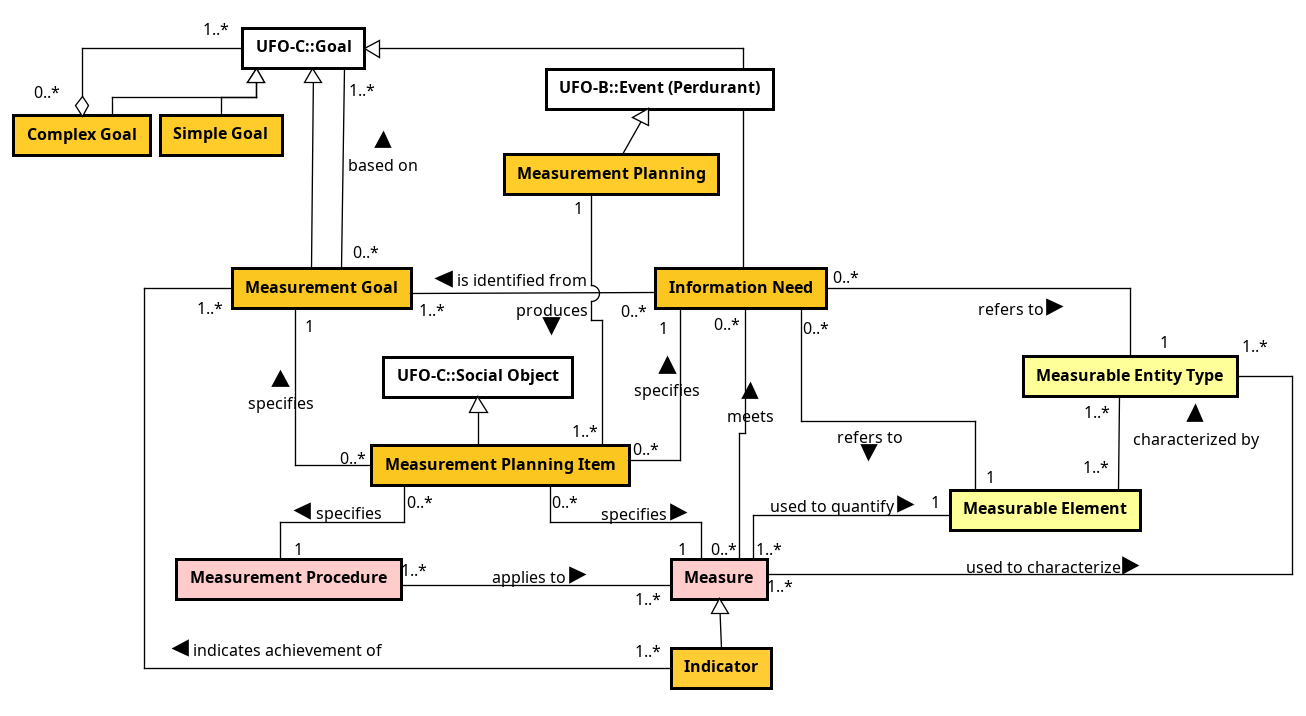 1..*
UFO-C::Goal
0..*
1..*
UFO-B::Event (Perdurant)
Complex Goal
Simple Goal
based on
Measurement Planning
1
0..*
Measurement Goal
is identified from
Information Need
0..*
1..*
1..*
produces
0..*
refers to
1
1
0..*
0..*
1
1..*
UFO-C::Social Object
Measurable Entity Type
specifies
specifies
meets
1..*
characterized by
1..*
refers to
0..*
Measurement Planning Item
0..*
1..*
1
0..*
0..*
specifies
specifies
used to quantify
1
Measurable Element
1
1
0..*
1..*
Measurement Procedure
1..*
applies to
1..*
Measure
1..*
used to characterize
indicates achievement of
1..*
Indicator